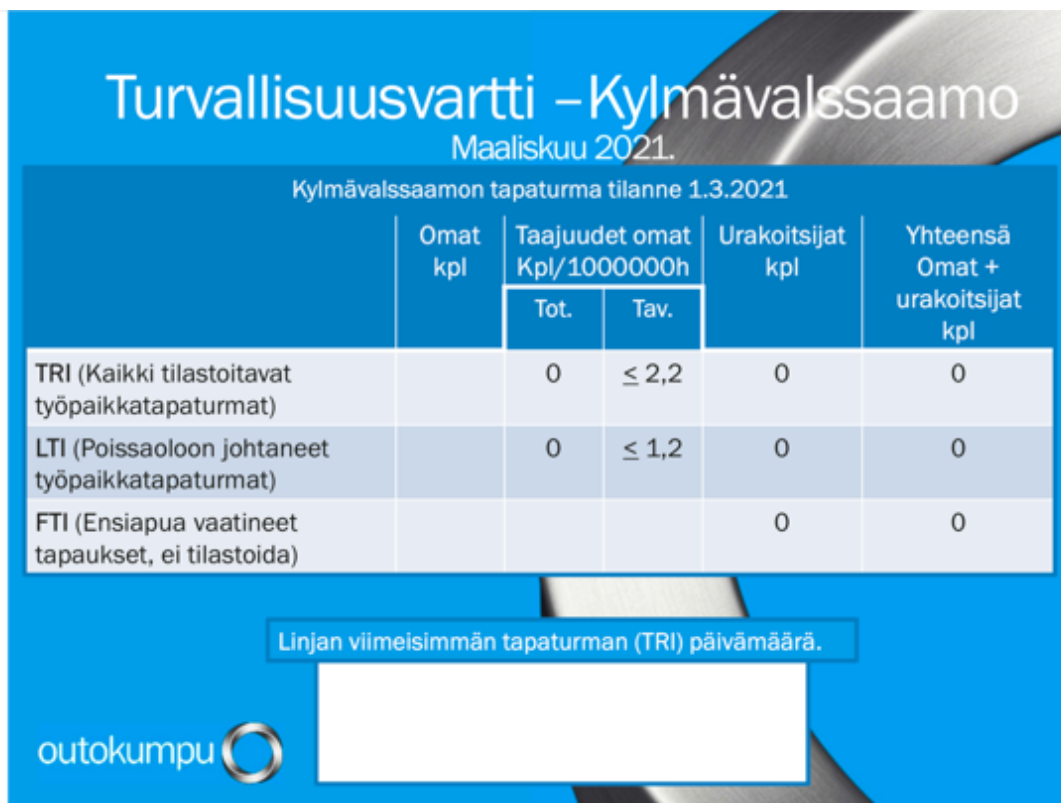 Turvallisuusvartti –Kylmävalssaamo
Maaliskuu 2021.
Kylmävalssaamon tapaturma tilanne 1.3.2021
Omat kpl
Taajuudet omat Kpl/1000000h
Tot.
Tav.
Urakoitsijat kpl
Yhteensä Omat + urakoitsijat kpl
TRI (Kaikki tilastoitavat
työpaikkatapaturmat)
0
≤ 2,2
0
0
LTI (Poissaoloon johtaneet
työpaikkatapaturmat)
0
≤ 1,2
0
0
FTI (Ensiapua vaatineet
tapaukset, ei tilastoida)
0
0
Linjan viimeisimmän tapaturman (TRI) päivämäärä.
outokumpu